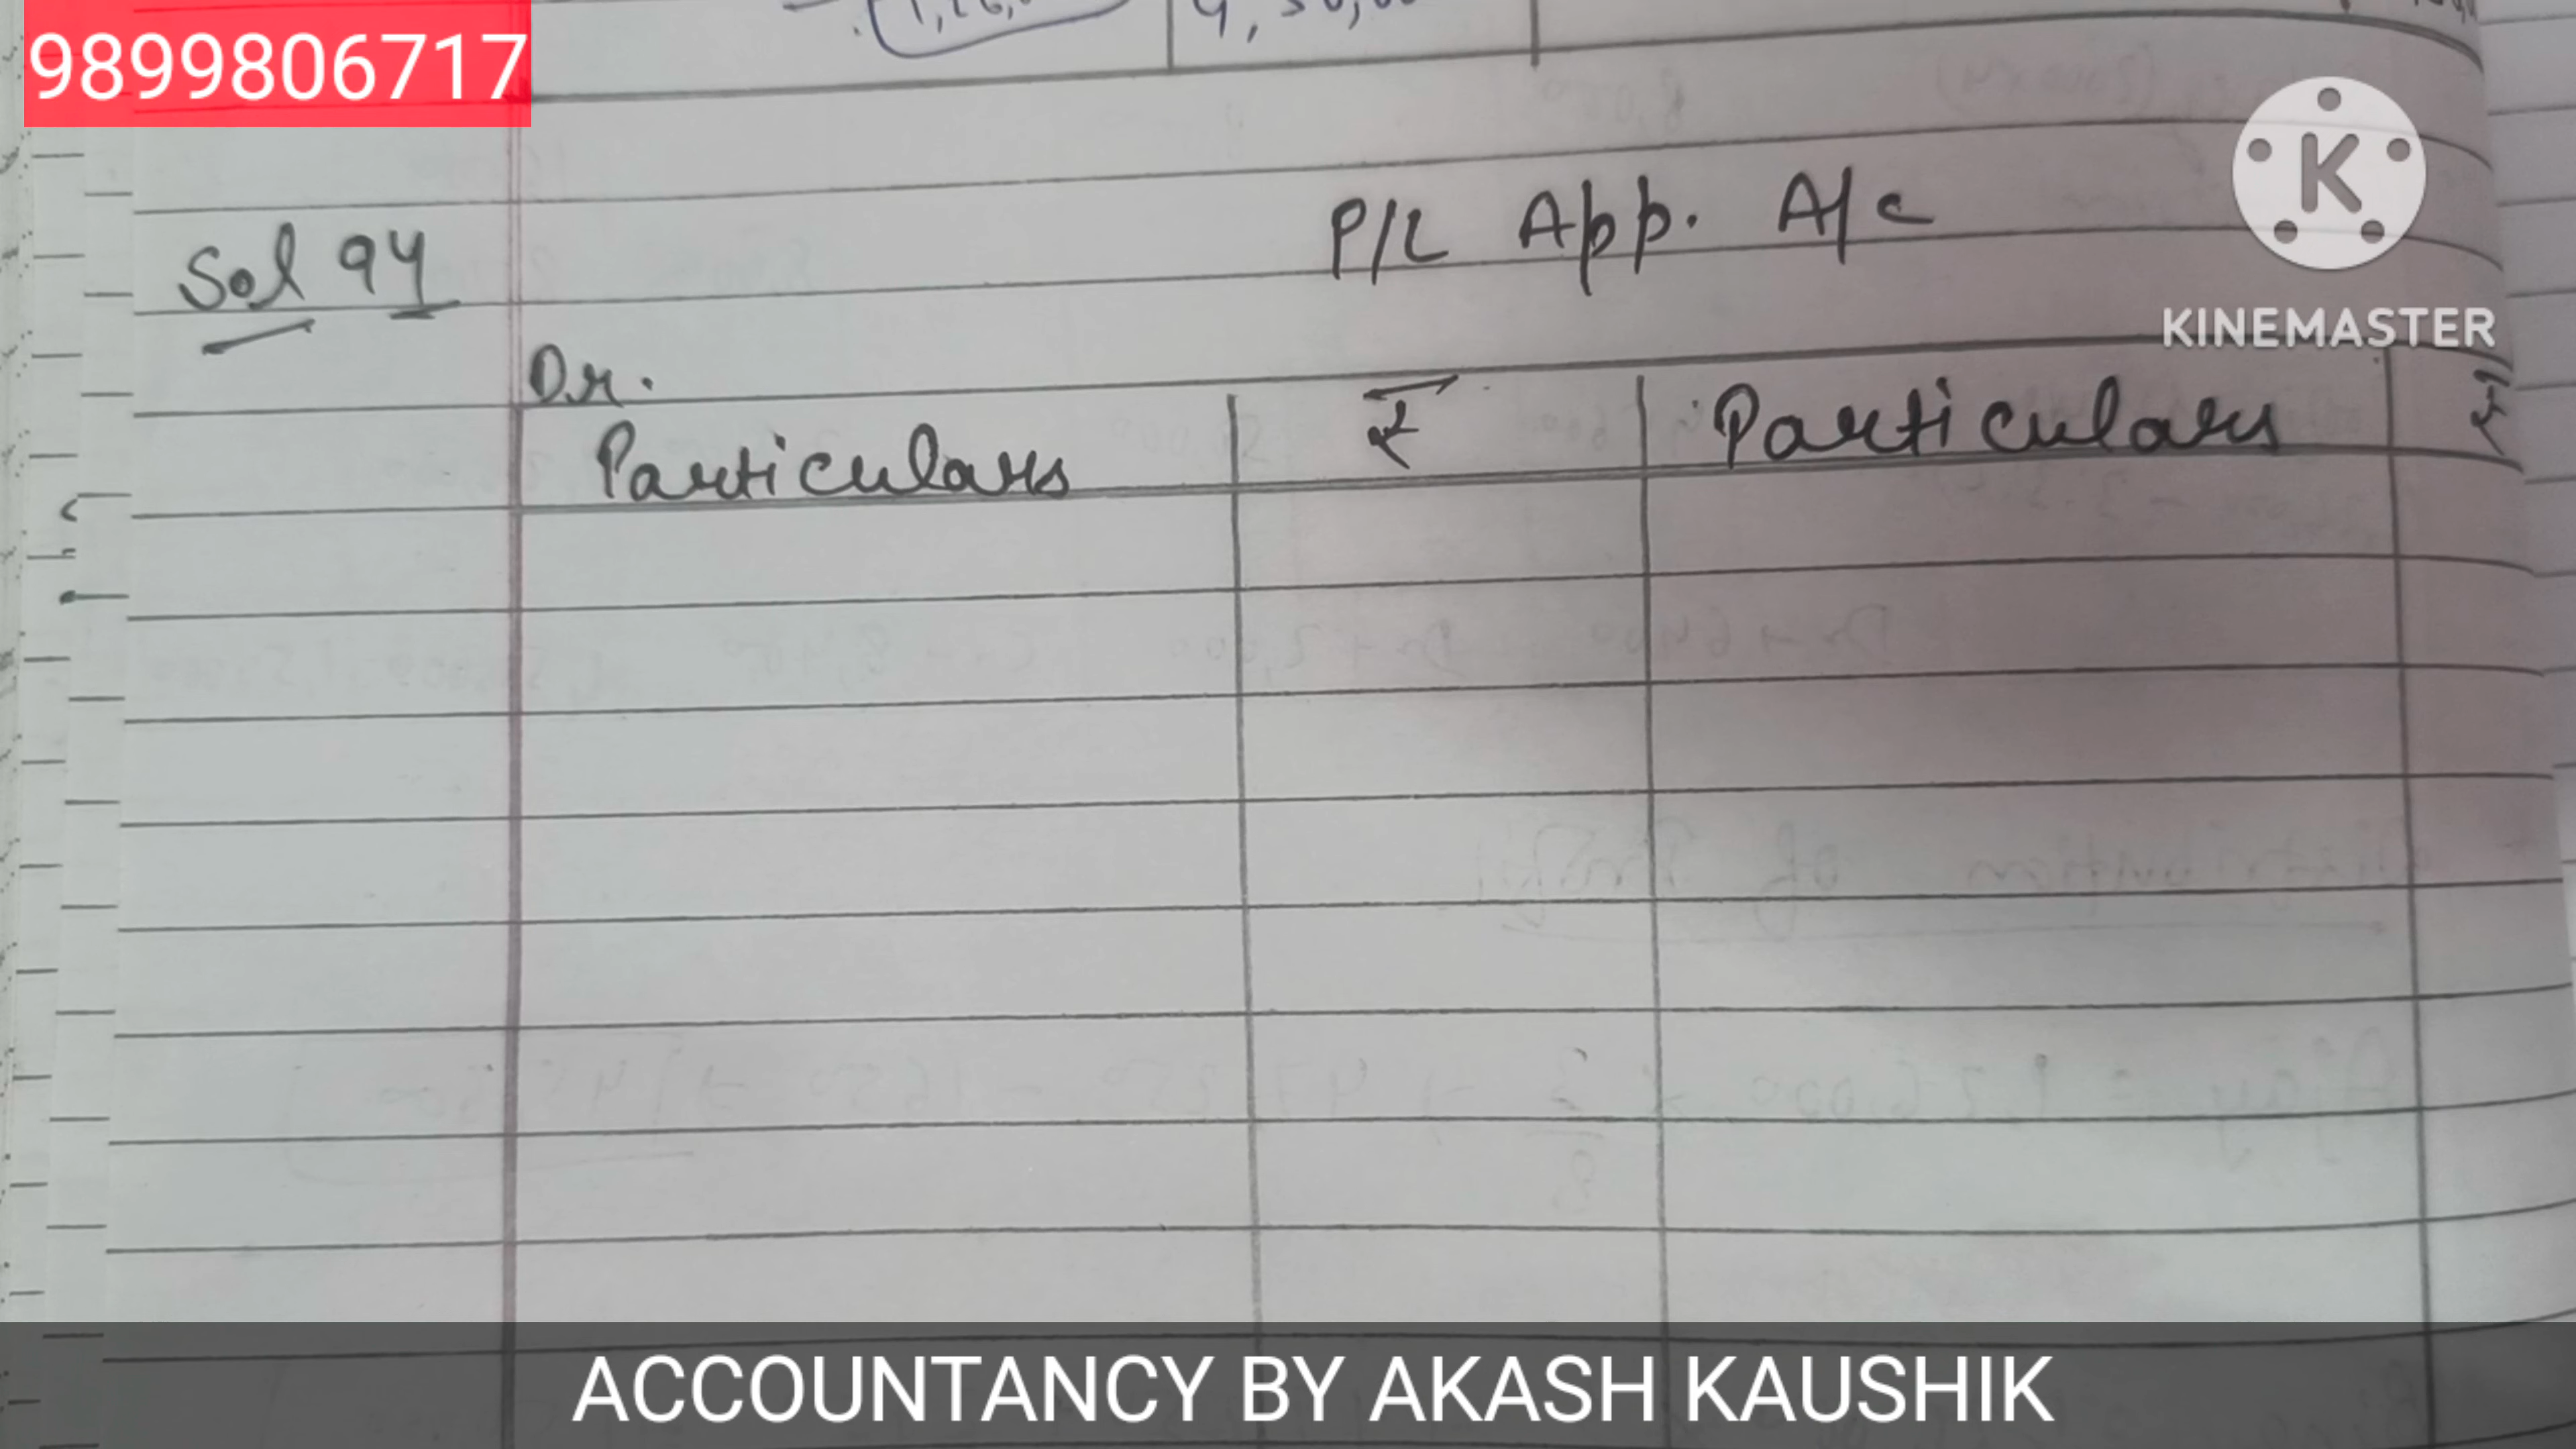 9899806717
P/L App. A/c
Sol 94
KINEMASTER
Dr.
Particulars ₹ Particulars ₹
ACCOUNTANCY BY AKASH KAUSHIK